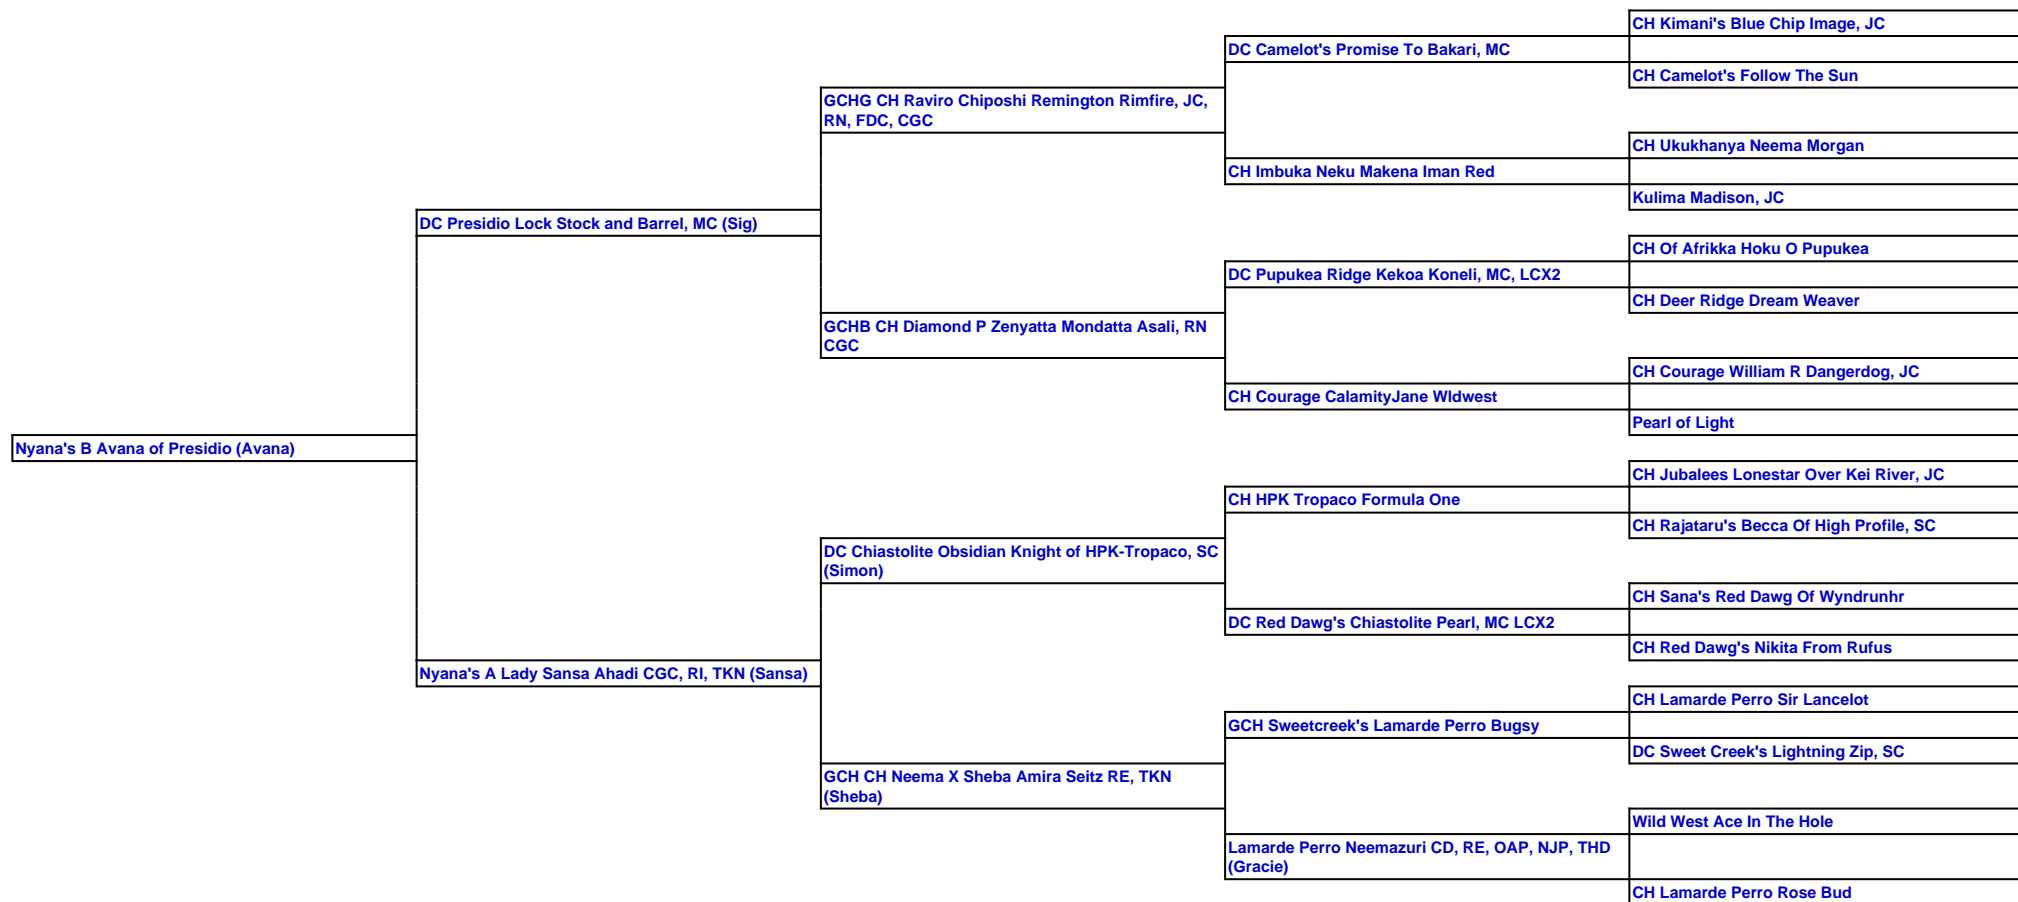 CH Kimani's Blue Chip Image, JC
DC Camelot's Promise To Bakari, MC
CH Camelot's Follow The Sun
GCHG CH Raviro Chiposhi Remington Rimfire, JC,
RN, FDC, CGC
CH Ukukhanya Neema Morgan
CH Imbuka Neku Makena Iman Red
Kulima Madison, JC
DC Presidio Lock Stock and Barrel, MC (Sig)
CH Of Afrikka Hoku O Pupukea
DC Pupukea Ridge Kekoa Koneli, MC, LCX2
CH Deer Ridge Dream Weaver
GCHB CH Diamond P Zenyatta Mondatta Asali, RN
CGC
CH Courage William R Dangerdog, JC
CH Courage CalamityJane Wldwest
Pearl of Light
Nyana's B Avana of Presidio (Avana)
CH Jubalees Lonestar Over Kei River, JC
CH HPK Tropaco Formula One
CH Rajataru's Becca Of High Profile, SC
DC Chiastolite Obsidian Knight of HPK-Tropaco, SC
(Simon)
CH Sana's Red Dawg Of Wyndrunhr
DC Red Dawg's Chiastolite Pearl, MC LCX2
CH Red Dawg's Nikita From Rufus
Nyana's A Lady Sansa Ahadi CGC, RI, TKN (Sansa)
CH Lamarde Perro Sir Lancelot
GCH Sweetcreek's Lamarde Perro Bugsy
DC Sweet Creek's Lightning Zip, SC
GCH CH Neema X Sheba Amira Seitz RE, TKN
(Sheba)
Wild West Ace In The Hole
Lamarde Perro Neemazuri CD, RE, OAP, NJP, THD
(Gracie)
CH Lamarde Perro Rose Bud